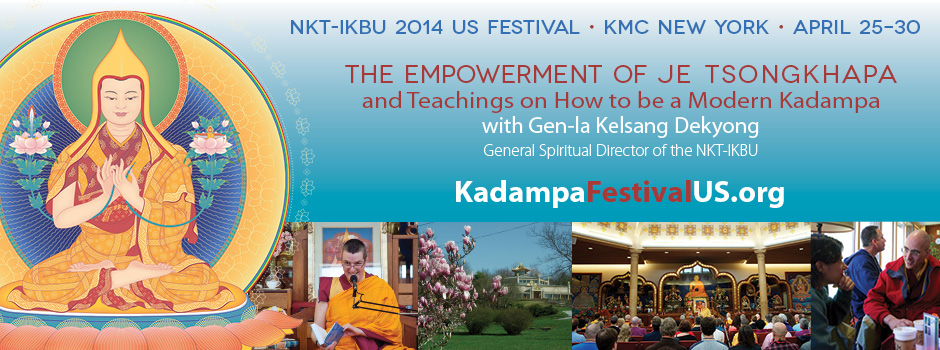 NKT-IKBU 2014 US FESTIVAL • KMC NEW YORK • APRIL 25–30
THE EMPOWERMENT OF JE TSONGKHAPA
and Teachings on How to be a Modern Kadampa
with Gen-la Kelsang Dekyong
General Spiritual Director of the NKT-IKBU
KadampaFestivalUS.org